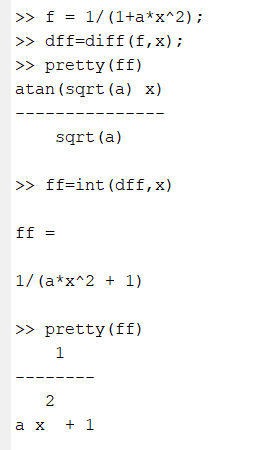 >> f = 1/(1+a*x^2);
>> dff=diff(f,x);
>> pretty(ff)
atan(sqrt(a) x)
---------------
    sqrt(a)
>> ff=int(dff,x)
ff =
1/(a*x^2 + 1)
>> pretty(ff)
    1
--------
   2
a x  + 1